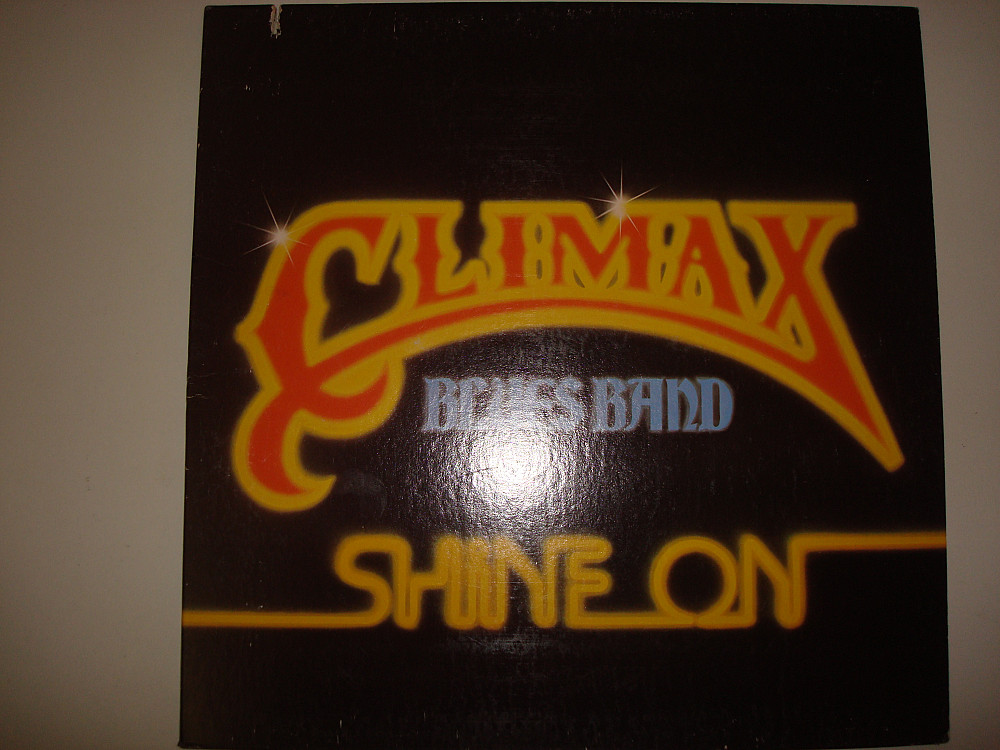 CLIMAX
BLUES BAND
SHINE ON